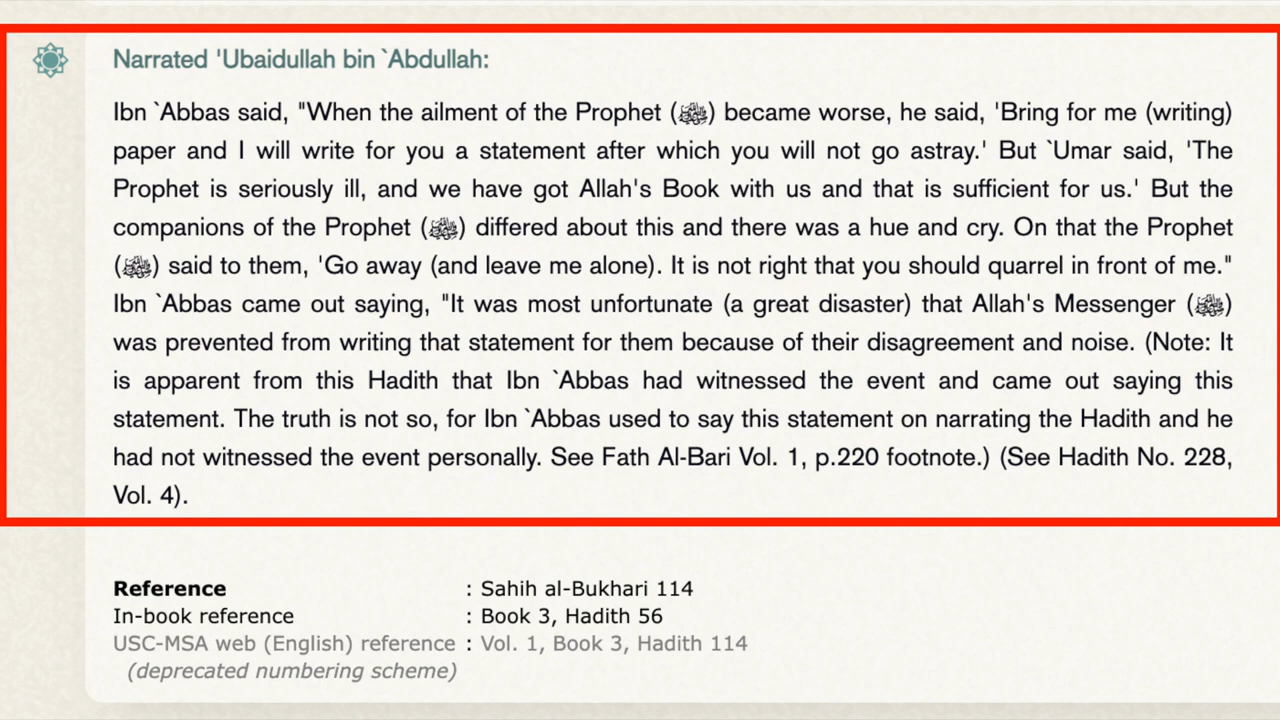 Narrated 'Ubaidullah bin `Abdullah:
Ibn `Abbas said, "When the ailment of the Prophet (ﷺ) became worse, he said, 'Bring for me (writing)
paper and I will write for you a statement after which you will not go astray.' But `Umar said, 'The
Prophet is seriously ill, and we have got Allah's Book with us and that is sufficient for us.' But the
companions of the Prophet (ﷺ) differed about this and there was a hue and cry. On that the Prophet
(ﷺ) said to them, 'Go away (and leave me alone). It is not right that you should quarrel in front of me."
Ibn `Abbas came out saying, "It was most unfortunate (a great disaster) that Allah's Messenger (ﷺ)
was prevented from writing that statement for them because of their disagreement and noise. (Note: It
is apparent from this Hadith that Ibn `Abbas had witnessed the event and came out saying this
statement. The truth is not so, for Ibn `Abbas used to say this statement on narrating the Hadith and he
had not witnessed the event personally. See Fath Al-Bari Vol. 1, p.220 footnote.) (See Hadith No. 228,
Vol. 4).
Reference : Sahih al-Bukhari 114
In-book reference : Book 3, Hadith 56
USC-MSA web (English) reference : Vol. 1, Book 3, Hadith 114
(deprecated numbering scheme)